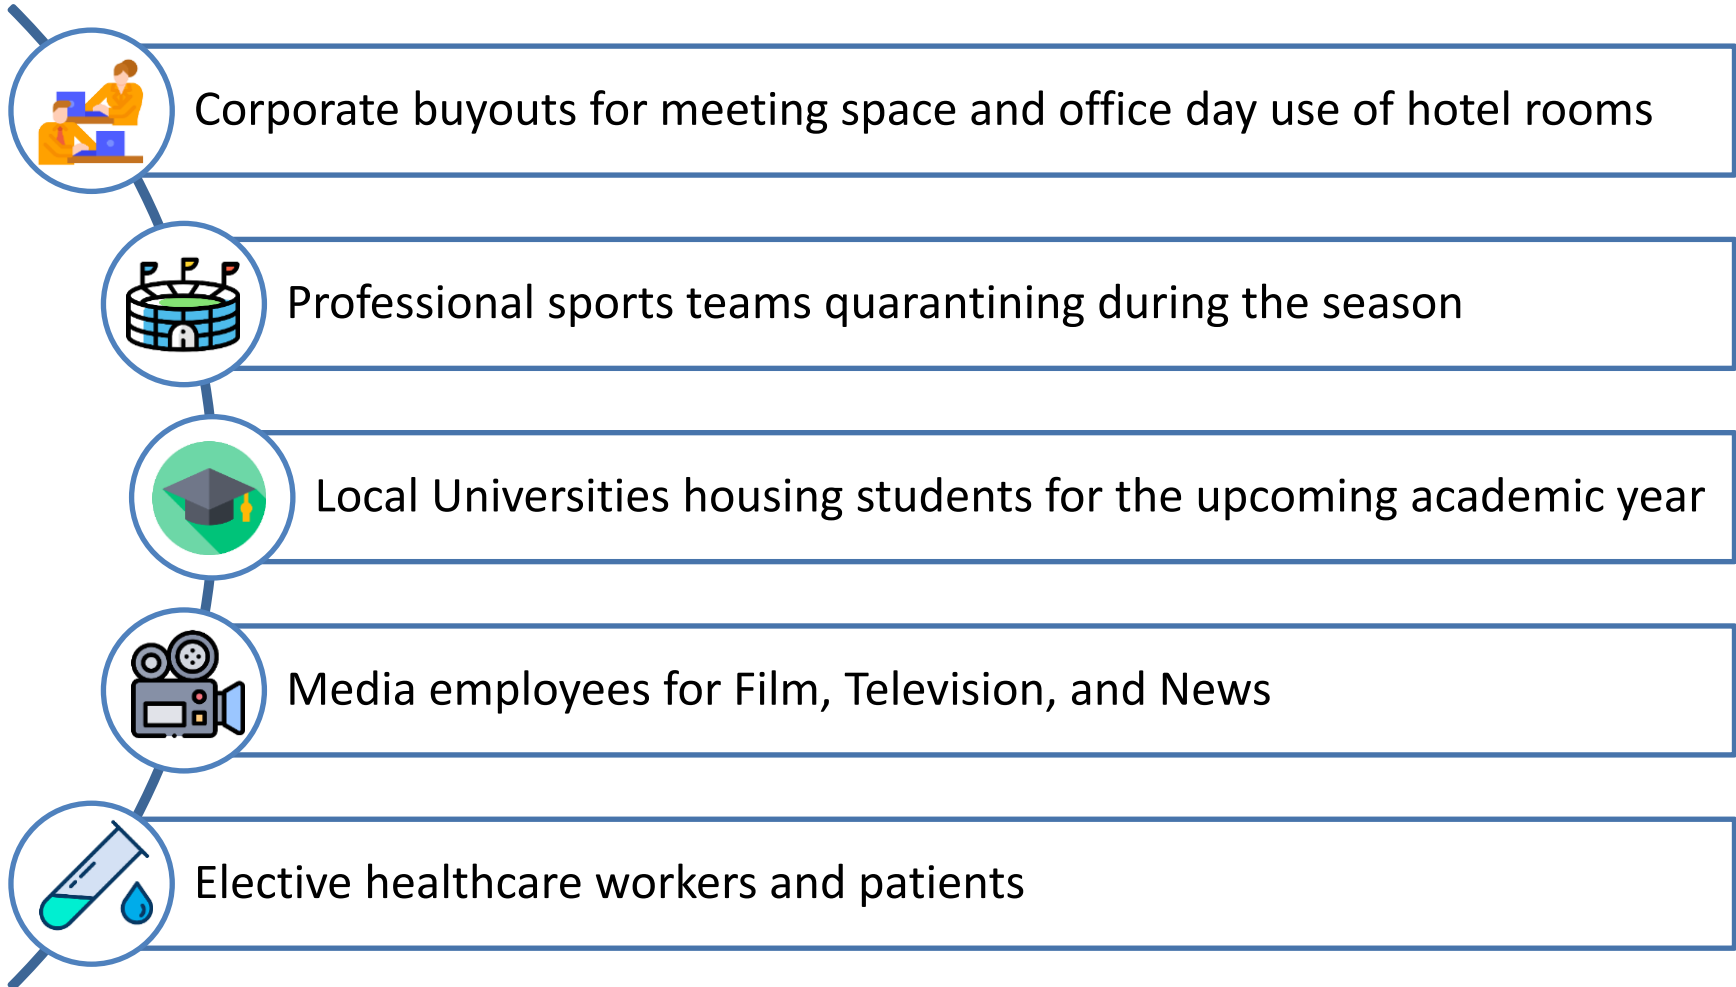 Corporate buyouts for meeting space and office day use of hotel rooms
Professional sports teams quarantining during the season
Local Universities housing students for the upcoming academic year
Media employees for Film, Television, and News
Elective healthcare workers and patients